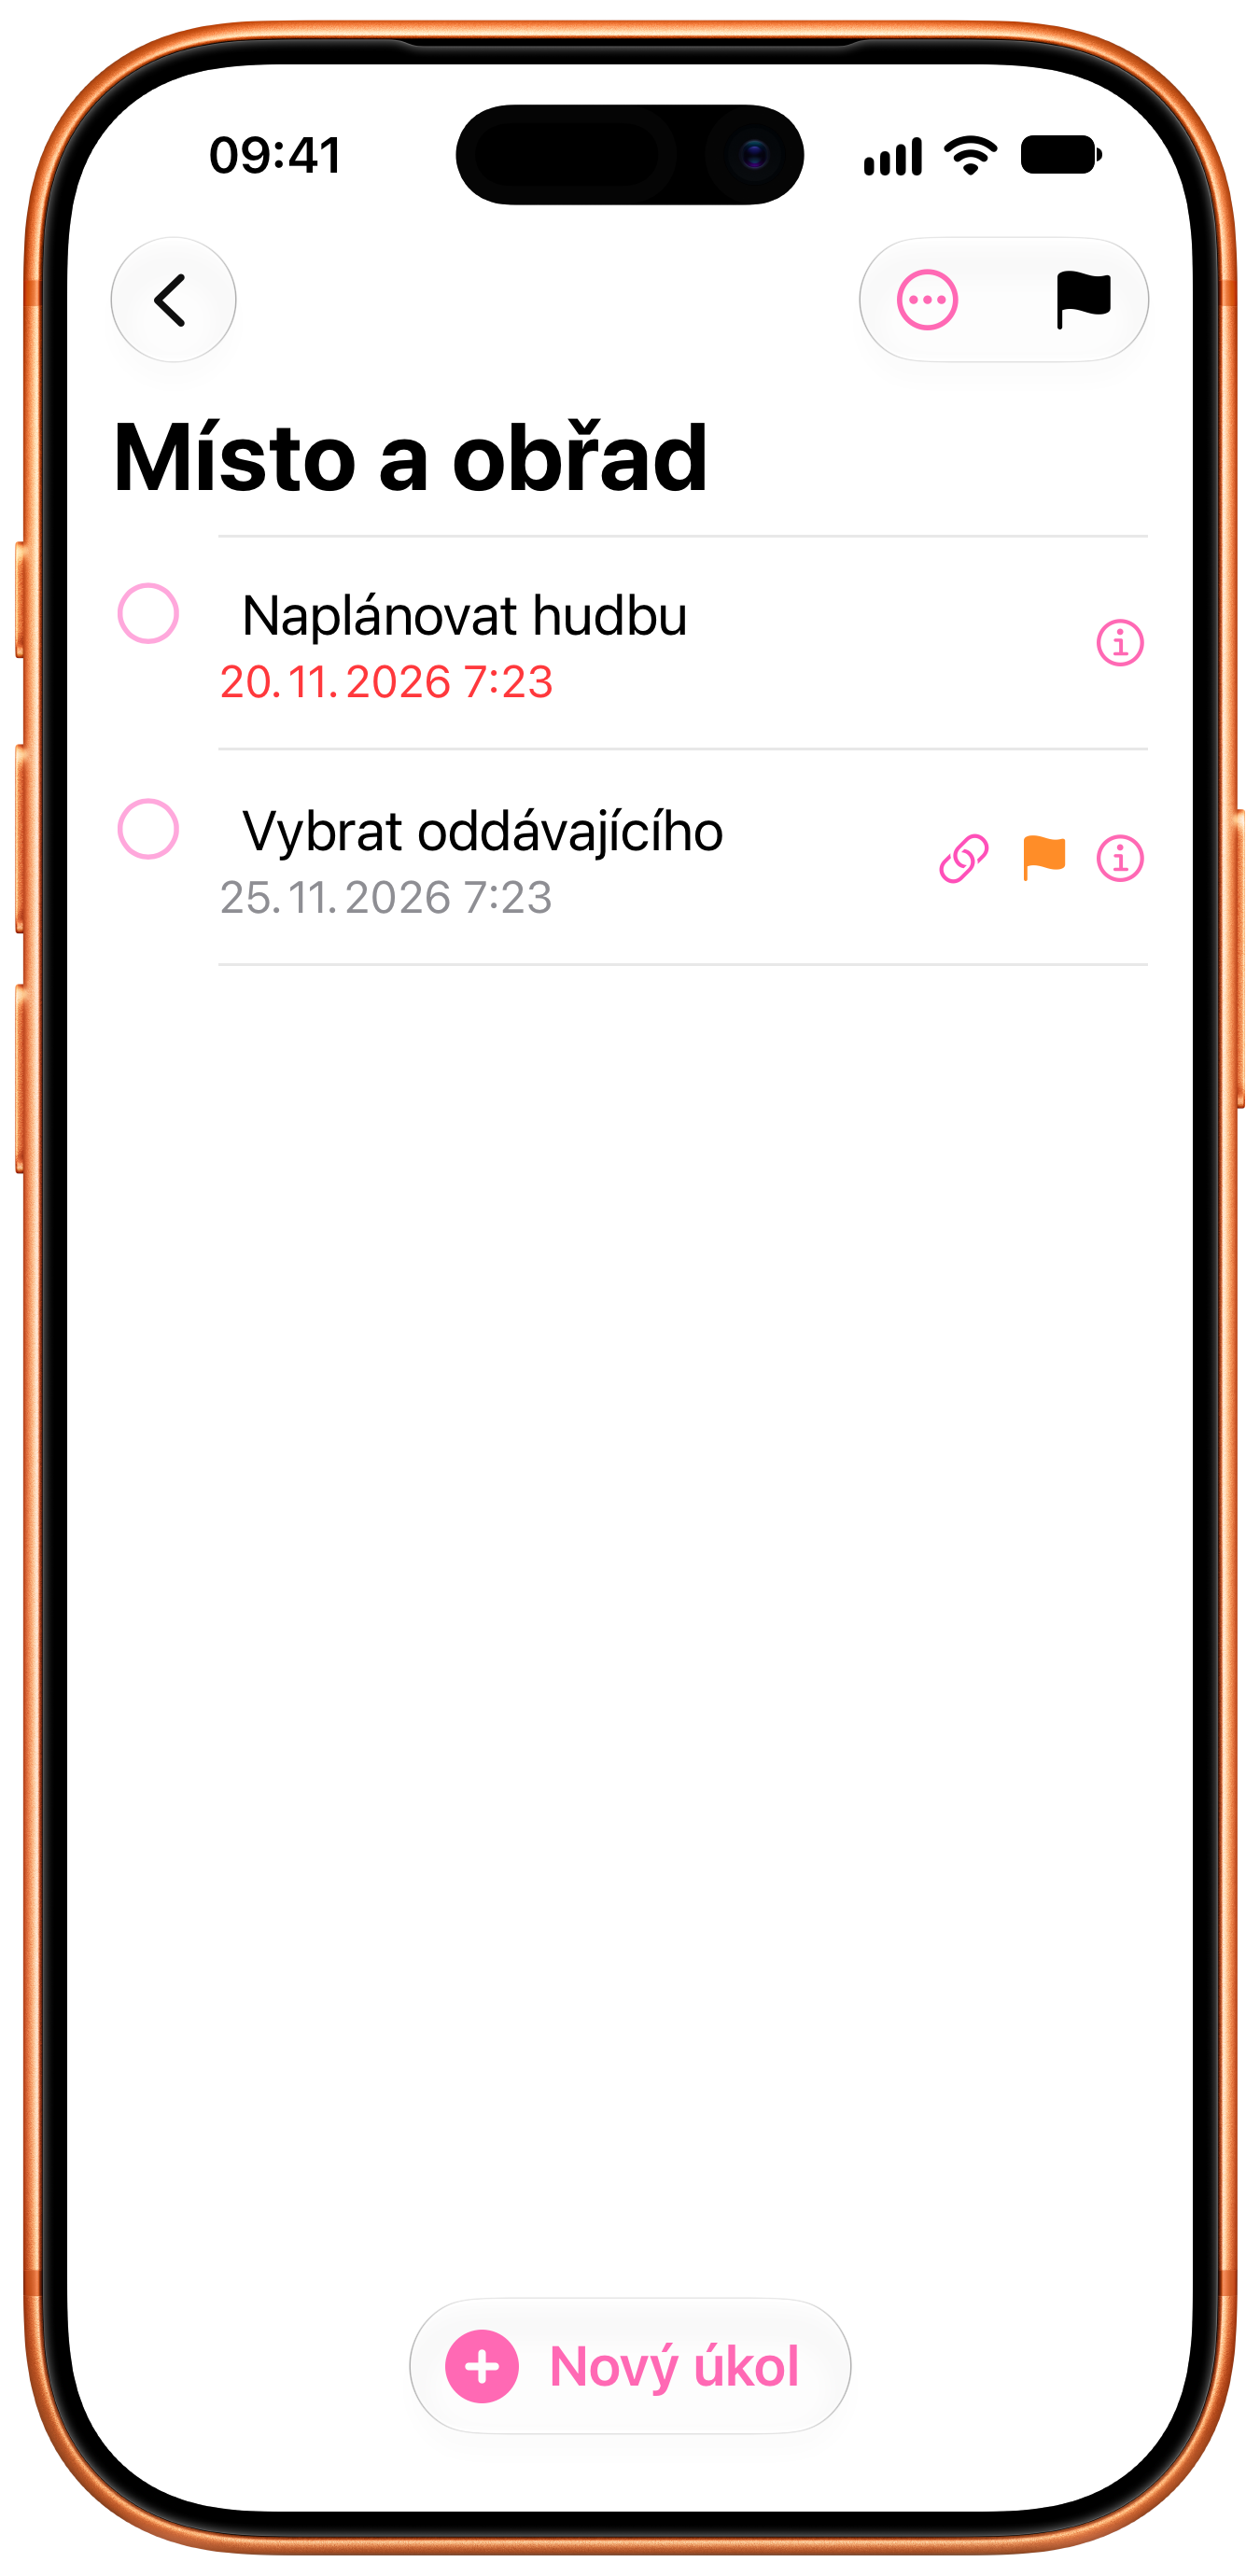 09:41
Místo a obřad
Naplánovat hudbu
20. 11. 2026 7:23
Vybrat oddávajícího
25. 11. 2026 7:23
Nový úkol